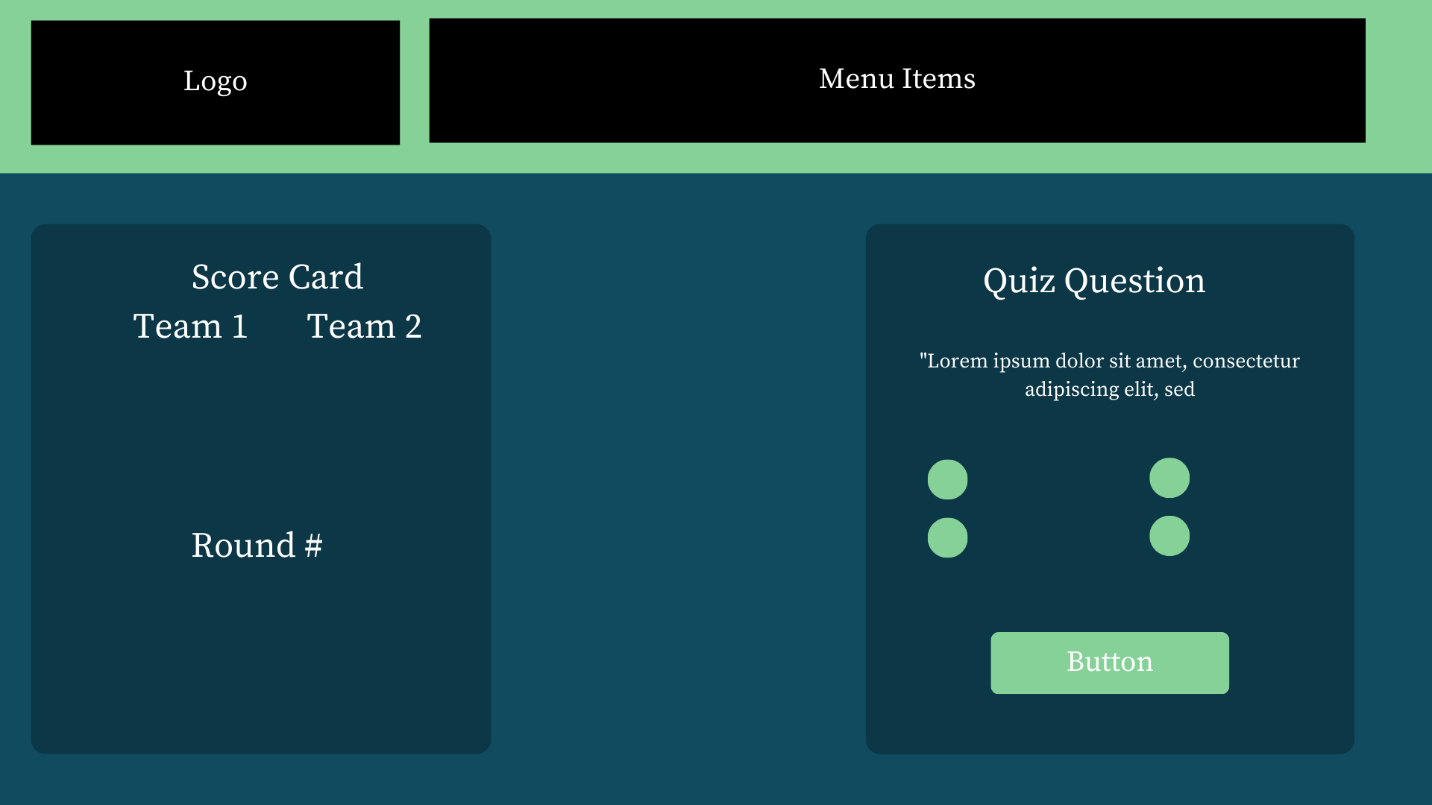 Logo
Menu Items
Score Card
Team 1 Team 2
Round #
Quiz Question
"Lorem ipsum dolor sit amet, consectetur
adipiscing elit, sed
Button